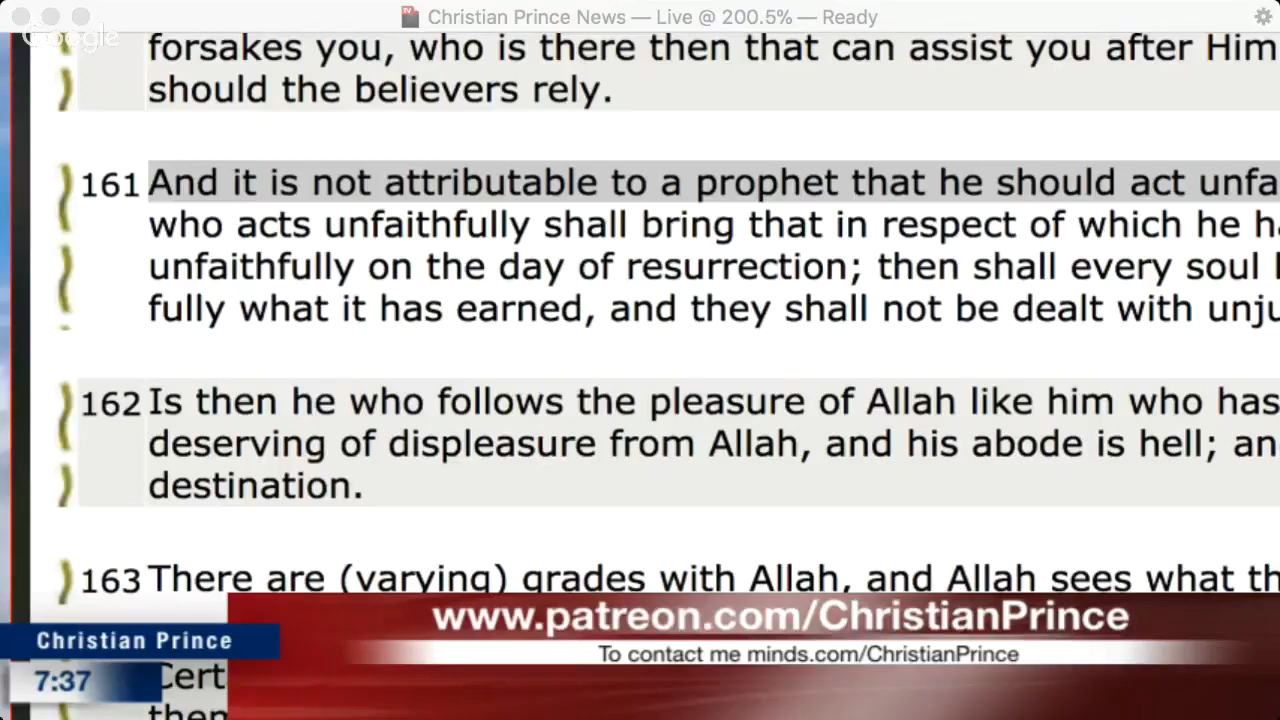 Christian Prince News — Live @ 200.5% — Ready
Google
forsakes you, who is there then that can assist you after Him
should the believers rely.
161 And it is not attributable to a prophet that he should act
who acts unfaithfully shall bring that in respect of which he
unfaithfully on the day of resurrection; then shall every soul
fully what it has earned, and they shall not be dealt with
162 Is then he who follows the pleasure of Allah like him who has
deserving of displeasure from Allah, and his abode is hell;
destination.
163 There are (varying) grades with Allah, and Allah sees what
www.patreon.com/ChristianPrince
Christian Prince
To contact me minds.com/ChristianPrince
7:37